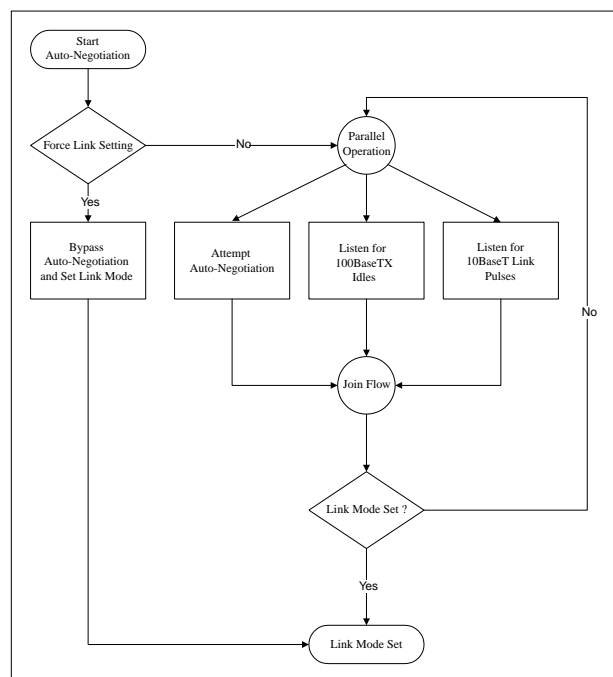 Start
Auto-Negotiation
Force Link Setting
No
Parallel
Operation
Yes
Bypass
Auto-Negotiation
and Set Link Mode
Attempt
Auto-Negotiation
Listen for
100BaseTX
Idles
Listen for
10BaseT Link
Pulses
No
Join Flow
Link Mode Set ?
Yes
Link Mode Set